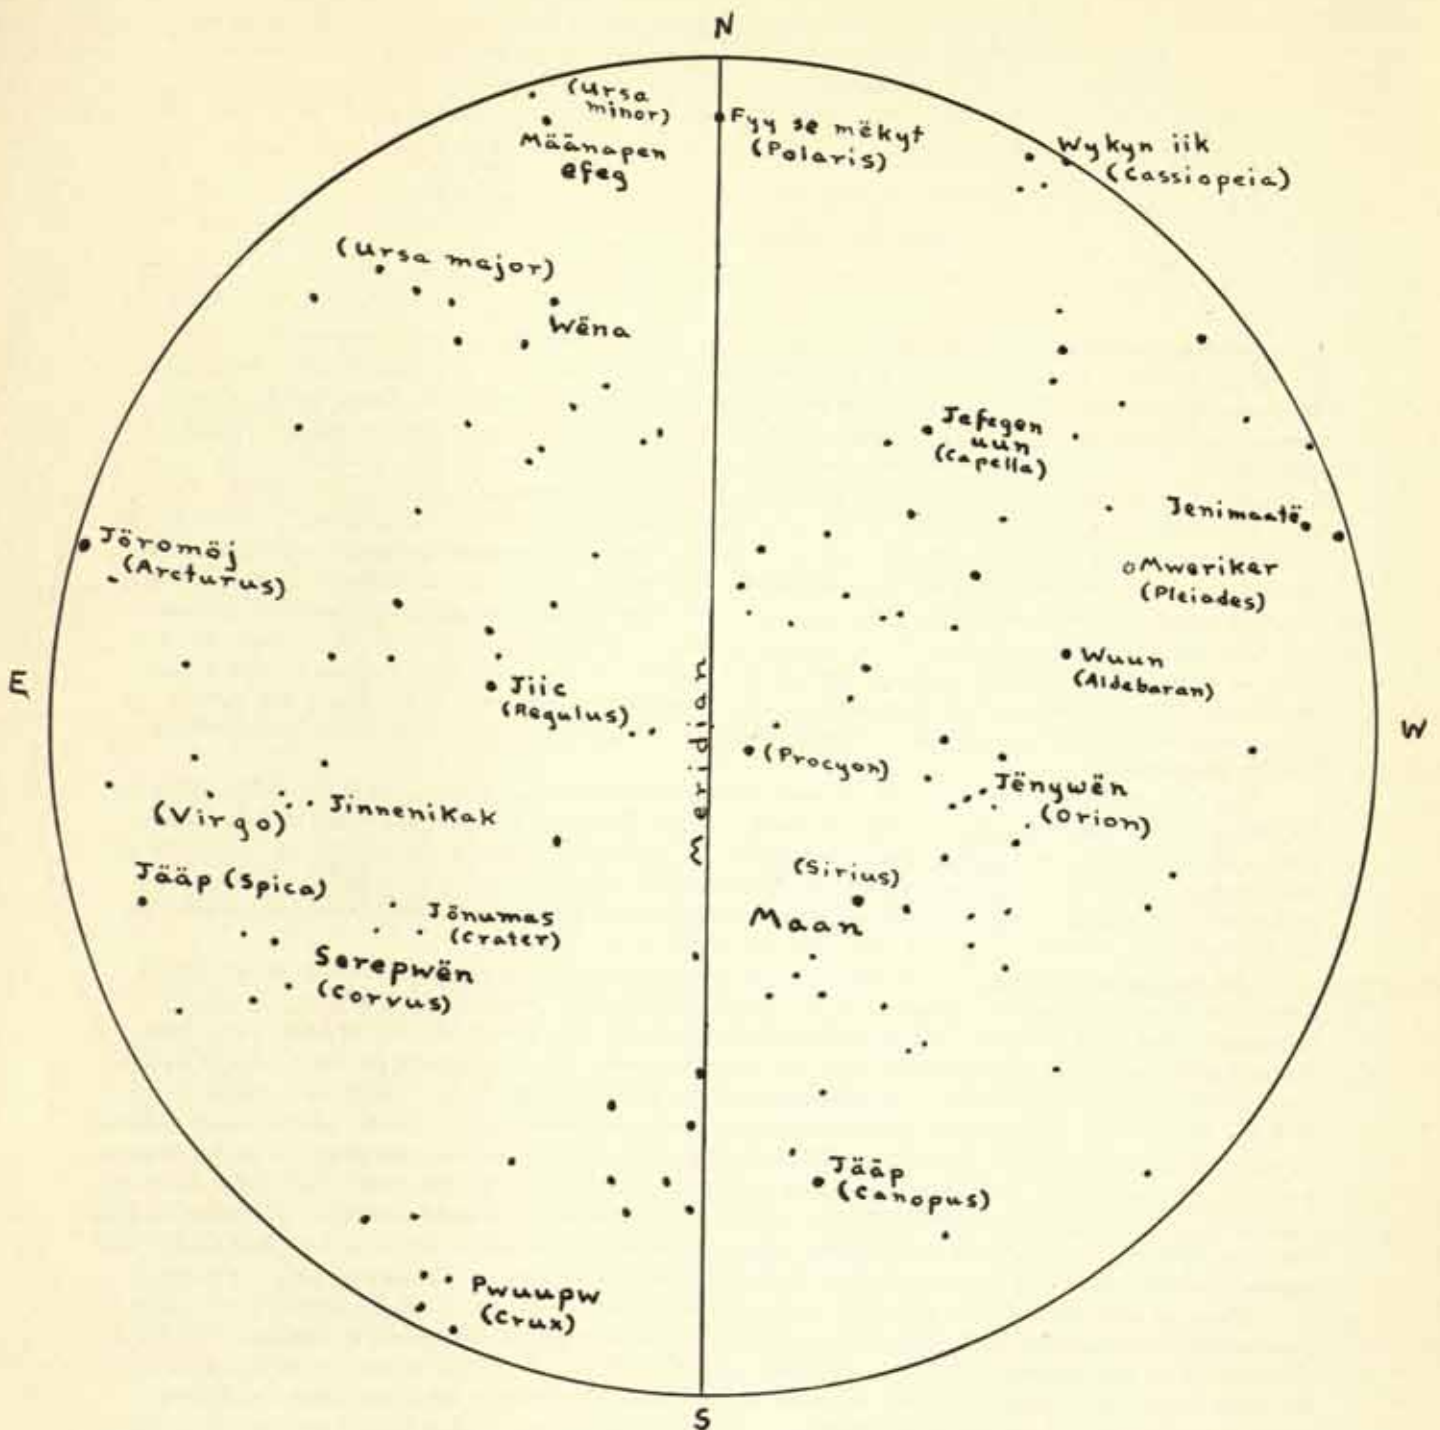 N
(Ursa
minor)
Määnapen
efeg
Fyy se mëkyt
(Polaris)
Wykyn iik
(Cassiopeia)
(Ursa major)
Wëna
Jefegen
uun
(Capella)
Jenimaatë
Jöromöj
(Arcturus)
Mweriker
(Pleiades)
E
Wuun
(Aldebaran)
Jiic
(Regulus)
meridian
W
(Procyon)
Jënywën
(Orion)
(Virgo)
Jinnenikak
(Sirius)
Maan
Jääp (Spica)
Jõnumas
(Crater)
Serepwën
(Corvus)
Jääp
(Canopus)
Pwuupw
(Crux)
S